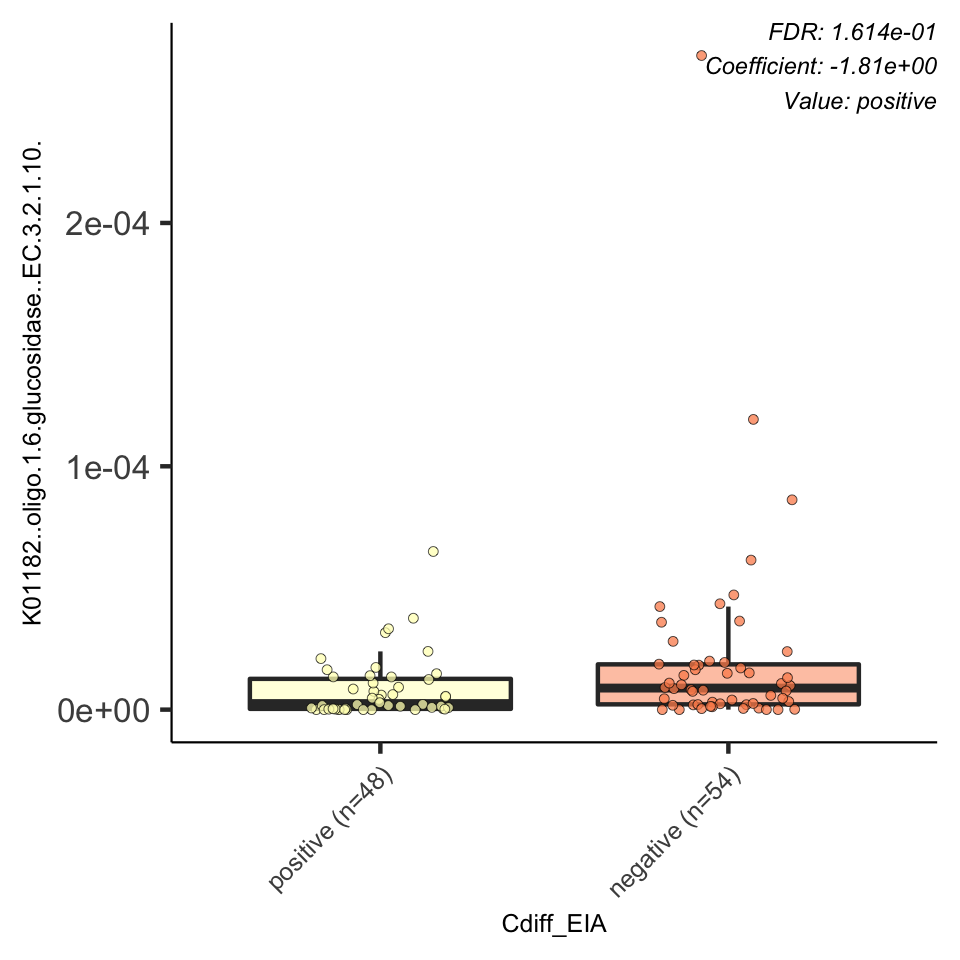 FDR: 1.614e-01
Coefficient: -1.81e+00
Value: positive
K01182..oligo.1.6.glucosidase..EC.3.2.1.10.
2e-04
1e-04
0e+00
positive (n=48)
negative (n=54)
Cdiff_EIA